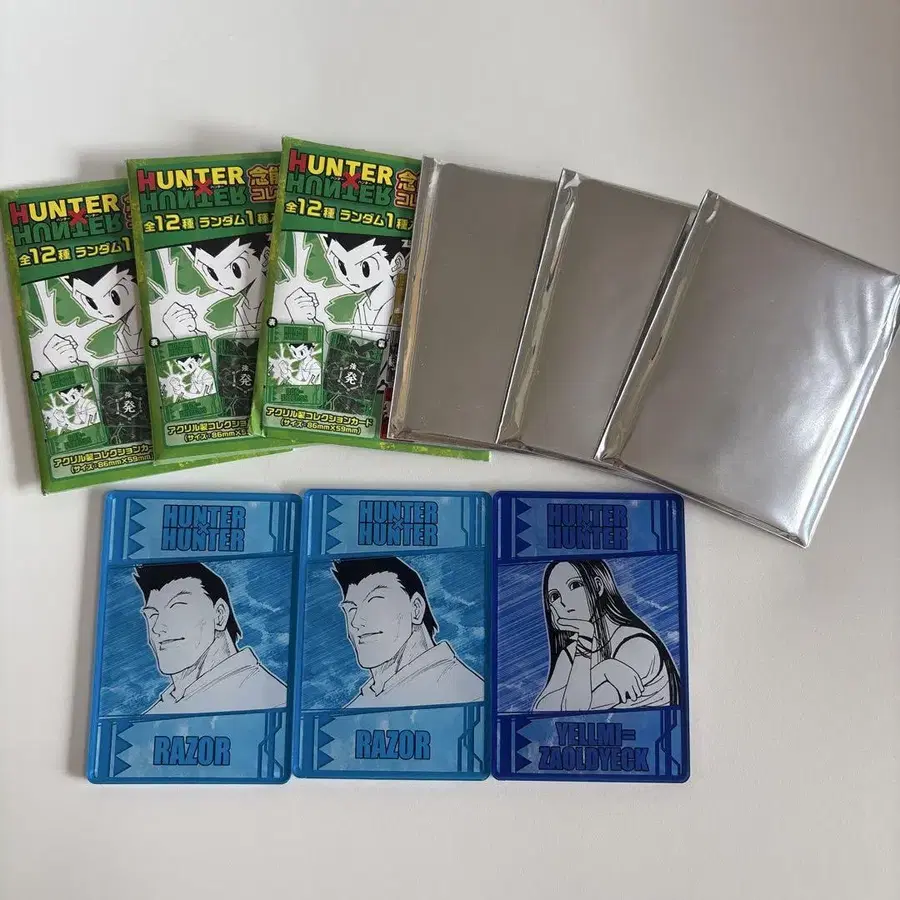 HUNTER
×
HUNTER
全12種 ランダム1
アクリル製コレクションカード
(サイズ:86mm×59mm)
HUNTER
×
HUNTER
全12種 ランダム1種
発
アクリル製コレクションカード
(サイズ:86mm×59mm)
HUNTER
×
HUNTER
念
コレ
全12種 ランダム1種
発
アクリル製コレクションカード
(サイズ:86mm×59mm)
HUNTER
×
HUNTER
RAZOR
HUNTER
×
HUNTER
RAZOR
HUNTER
×
HUNTER
YELLMI=
ZAOLDYECK